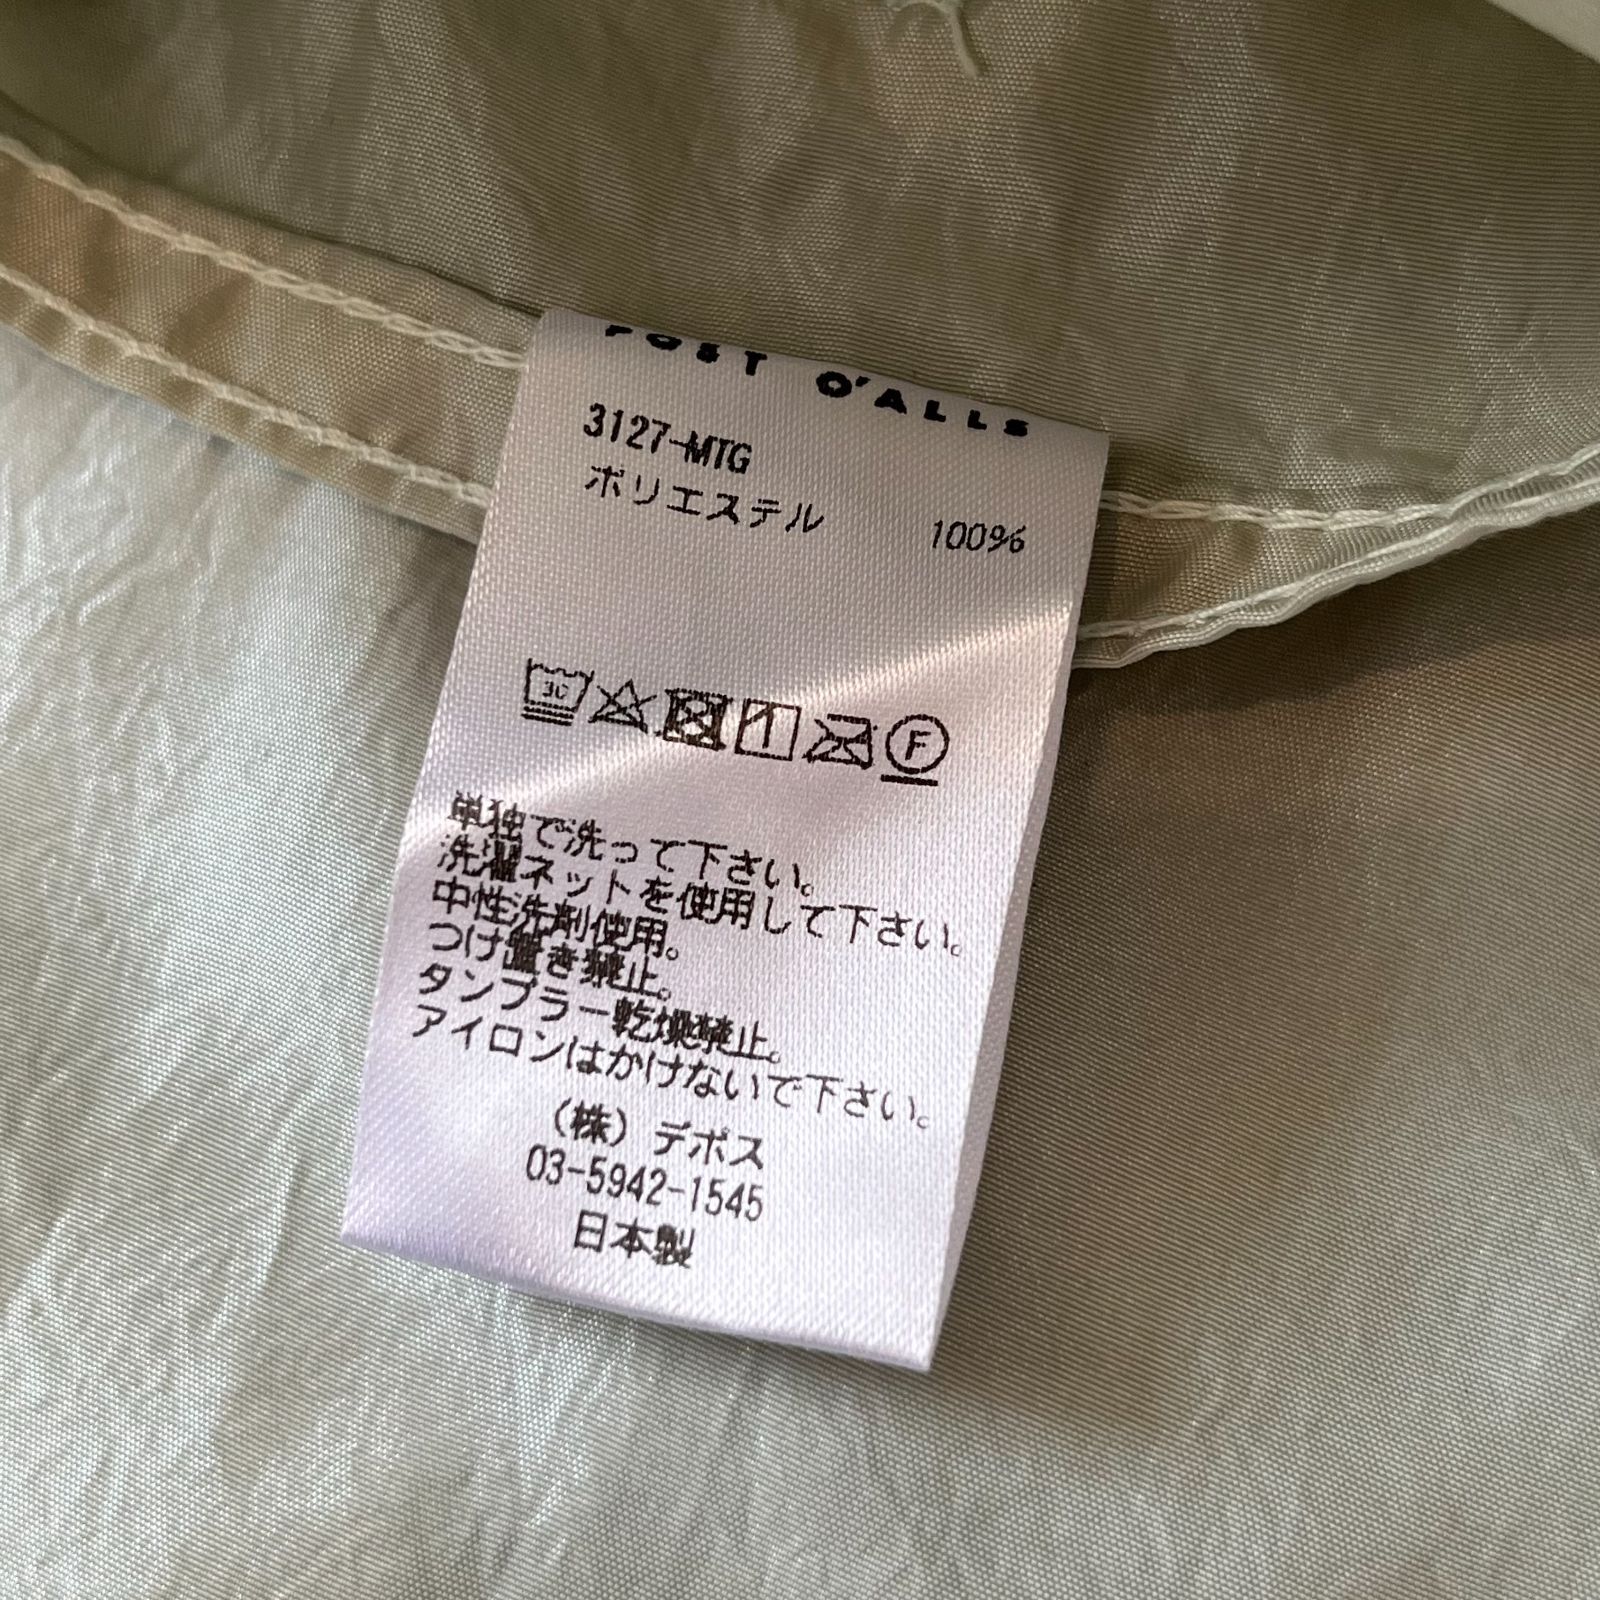 POST O'ALLS
3127-MTG
ポリエステル 100%
30
F
単独で洗って下さい。
洗濯ネットを使用して下さい。
中性洗剤使用。
つけ置き禁止。
タンブラー乾燥禁止。
アイロンはかけないで下さい。
(株) デポス
03-5942-1545
日本製